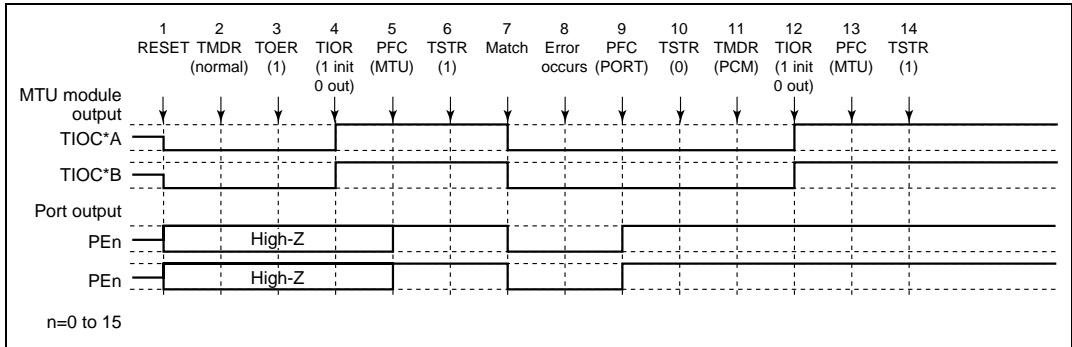 1 2 3 4 5 6 7 8 9 10 11 12 13 14
RESET TMDR TOER TIOR PFC TSTR Match Error PFC TSTR TMDR TIOR PFC TSTR
(normal) (1) (1 init (MTU) (1) occurs (PORT) (0) (PCM) (1 init (MTU) (1)
0 out) 0 out)
MTU module
output
TIOC*A
TIOC*B
Port output
PEn High-Z
PEn High-Z
n=0 to 15